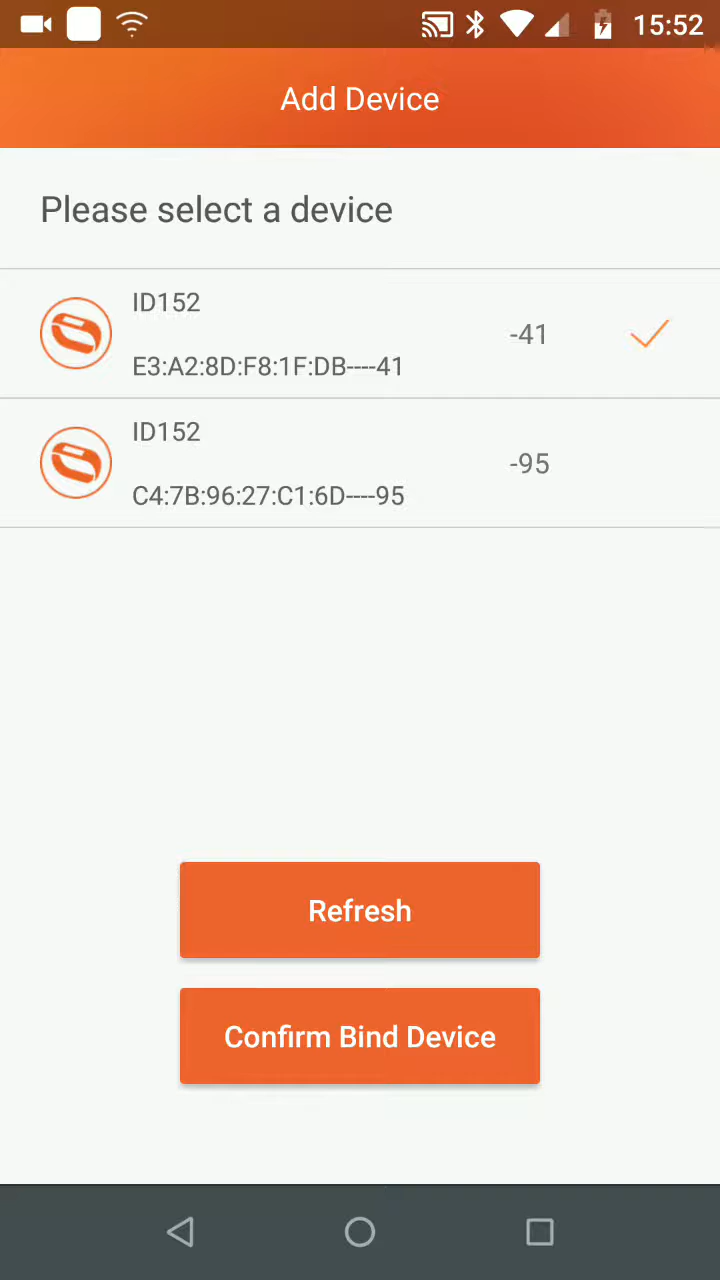 15:52
Add Device
Please select a device
ID152
-41
E3:A2:8D:F8:1F:DB----41
ID152
-95
C4:7B:96:27:C1:6D----95
Refresh
Confirm Bind Device